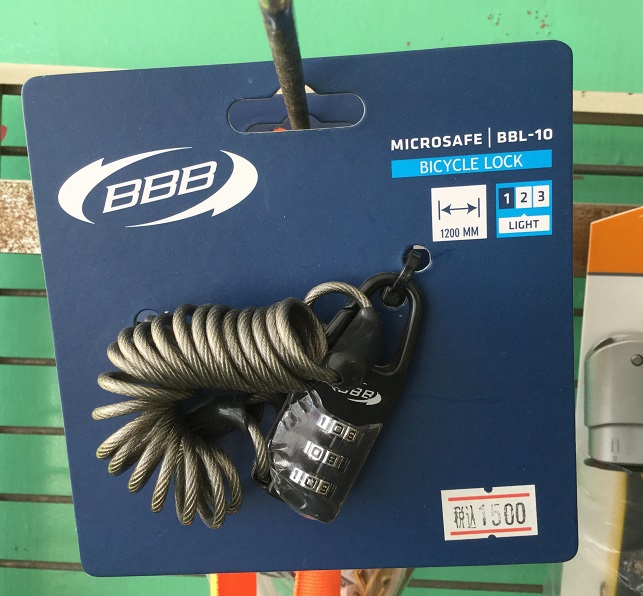 BBB
MICROSAFE | BBL-10
BICYCLE LOCK
1200 MM
1 2 3
LIGHT
BBB
税込1500